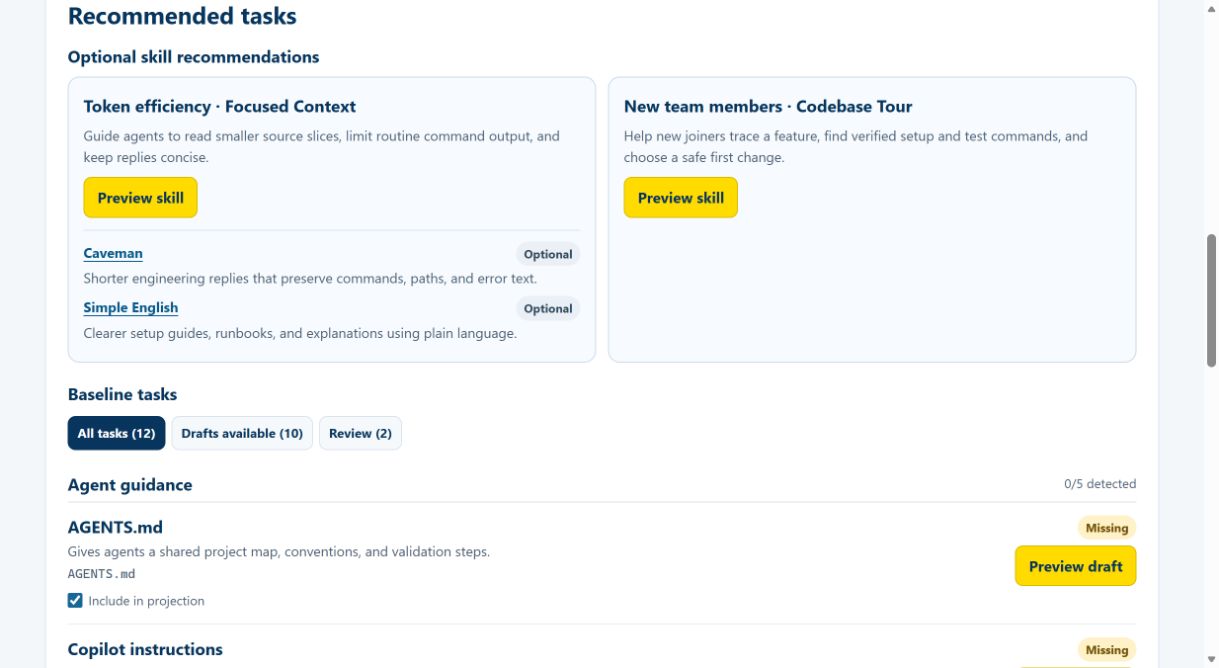 Recommended tasks
Optional skill recommendations
Token efficiency · Focused Context
Guide agents to read smaller source slices, limit routine command output, and
keep replies concise.
Preview skill
Caveman
Optional
Shorter engineering replies that preserve commands, paths, and error text.
Simple English
Optional
Clearer setup guides, runbooks, and explanations using plain language.
New team members · Codebase Tour
Help new joiners trace a feature, find verified setup and test commands, and
choose a safe first change.
Preview skill
Baseline tasks
All tasks (12)
Drafts available (10)
Review (2)
Agent guidance
0/5 detected
AGENTS.md
Missing
Gives agents a shared project map, conventions, and validation steps.
AGENTS.md
Preview draft
Include in projection
Copilot instructions
Missing